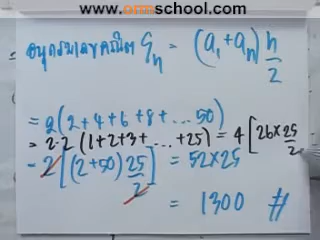 www.ormschool.com
= อนุกรมเลขคณิต Sn = (a1 + an) n/2
= 2(2+4+6+8+...50)
= 2·2(1+2+3+...+25) = 4[26×25/2
= 2[(2+50)25/2] = 52×25
= 1300 #